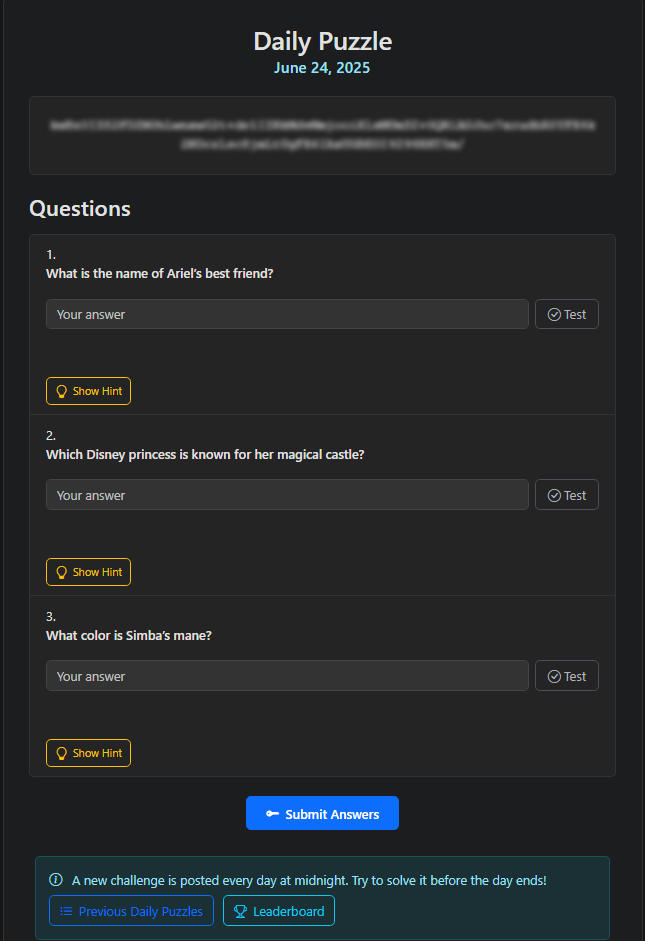 Daily Puzzle
June 24, 2025
Questions
1.
What is the name of Ariel’s best friend?
Your answer
Test
Show Hint
2.
Which Disney princess is known for her magical castle?
Your answer
Test
Show Hint
3.
What color is Simba’s mane?
Your answer
Test
Show Hint
Submit Answers
A new challenge is posted every day at midnight. Try to solve it before the day ends!
Previous Daily Puzzles
Leaderboard